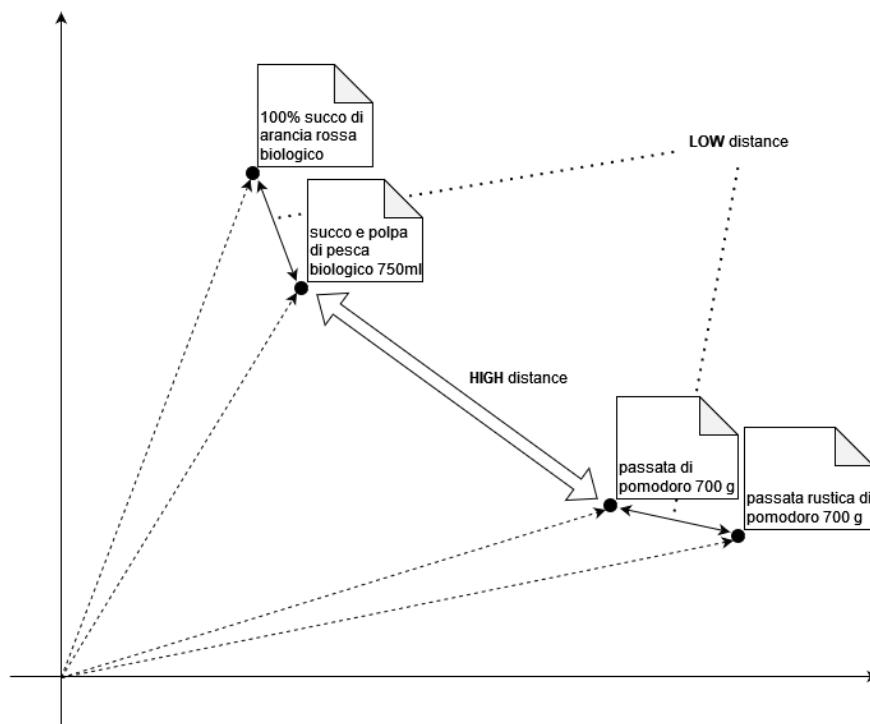 100% succo di
arancia rossa
biologico
LOW distance
succo e polpa
di pesca
biologico 750ml
HIGH distance
passata di
pomodoro 700 g
passata rustica di
pomodoro 700 g